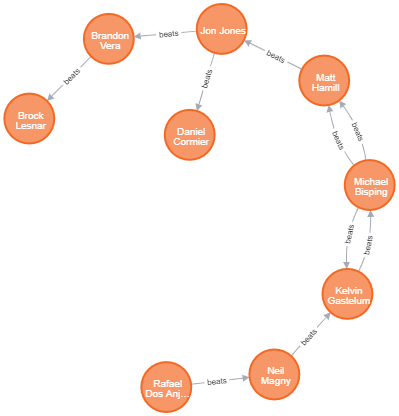 Brandon
Vera
beats
Jon Jones
beats
beats
beats
Matt
Hamill
Brock
Lesnar
Daniel
Cormier
beats
beats
Michael
Bisping
beats
beats
Kelvin
Gastelum
beats
Rafael
Dos Anj...
beats
Neil
Magny